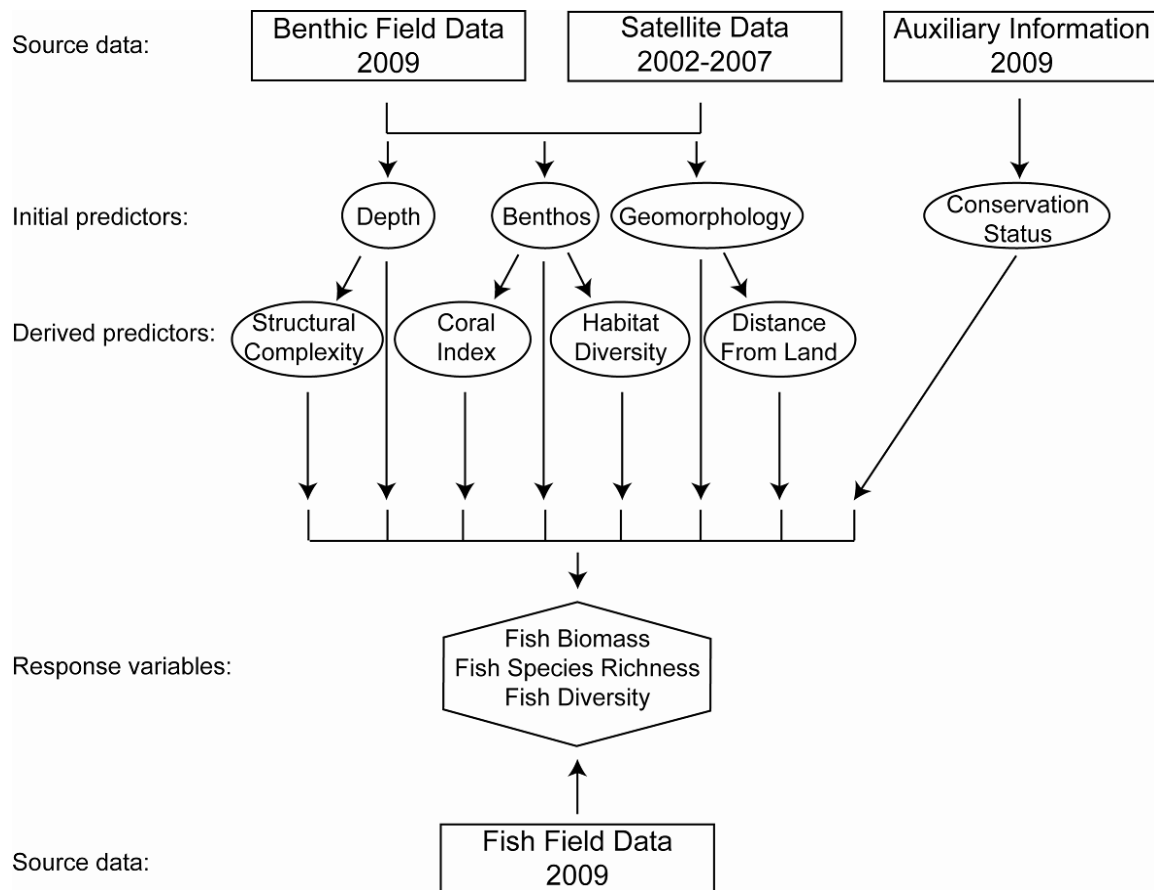 Source data:
Benthic Field Data
2009
Satellite Data
2002-2007
Auxiliary Information
2009
Initial predictors:
Depth
Benthos
Geomorphology
Conservation
Status
Derived predictors:
Structural
Complexity
Coral
Index
Habitat
Diversity
Distance
From Land
Response variables:
Fish Biomass
Fish Species Richness
Fish Diversity
Source data:
Fish Field Data
2009